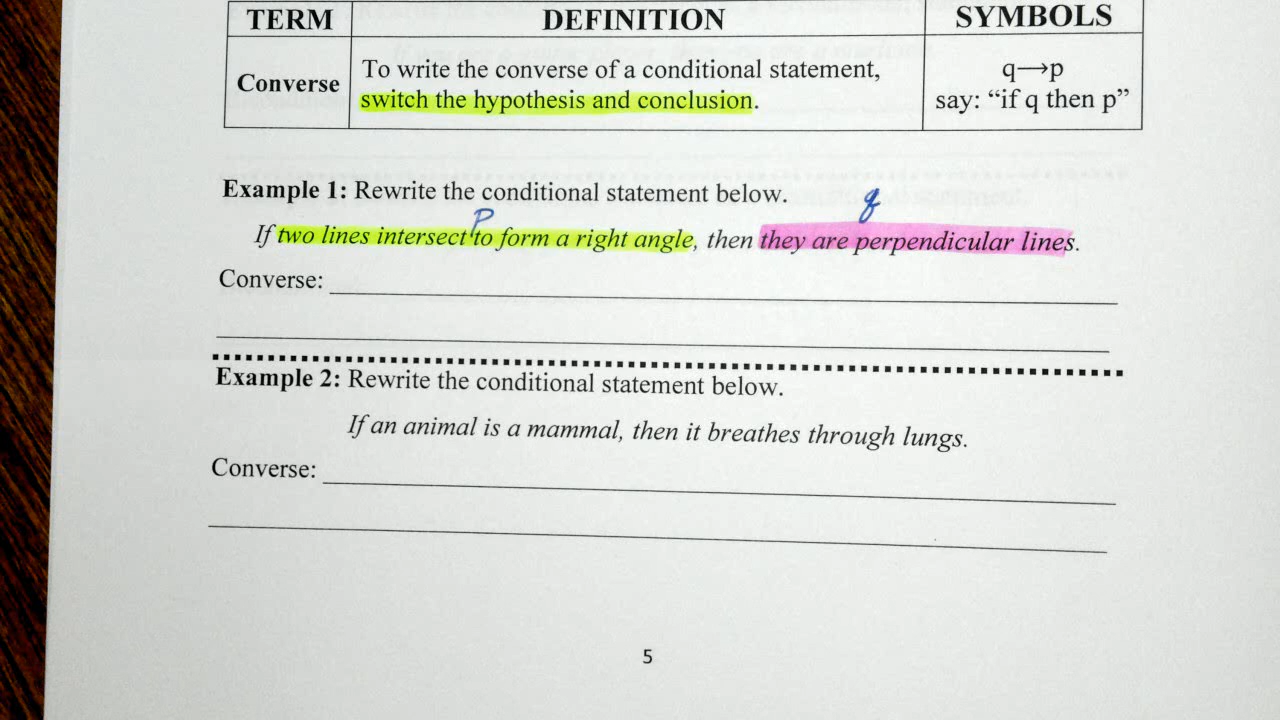 TERM DEFINITION SYMBOLS
Converse
To write the converse of a conditional statement,
switch the hypothesis and conclusion.
q→p
say: “if q then p”
Example 1: Rewrite the conditional statement below.
p q
If two lines intersect to form a right angle, then they are perpendicular lines.
Converse:
Example 2: Rewrite the conditional statement below.
If an animal is a mammal, then it breathes through lungs.
Converse:
5